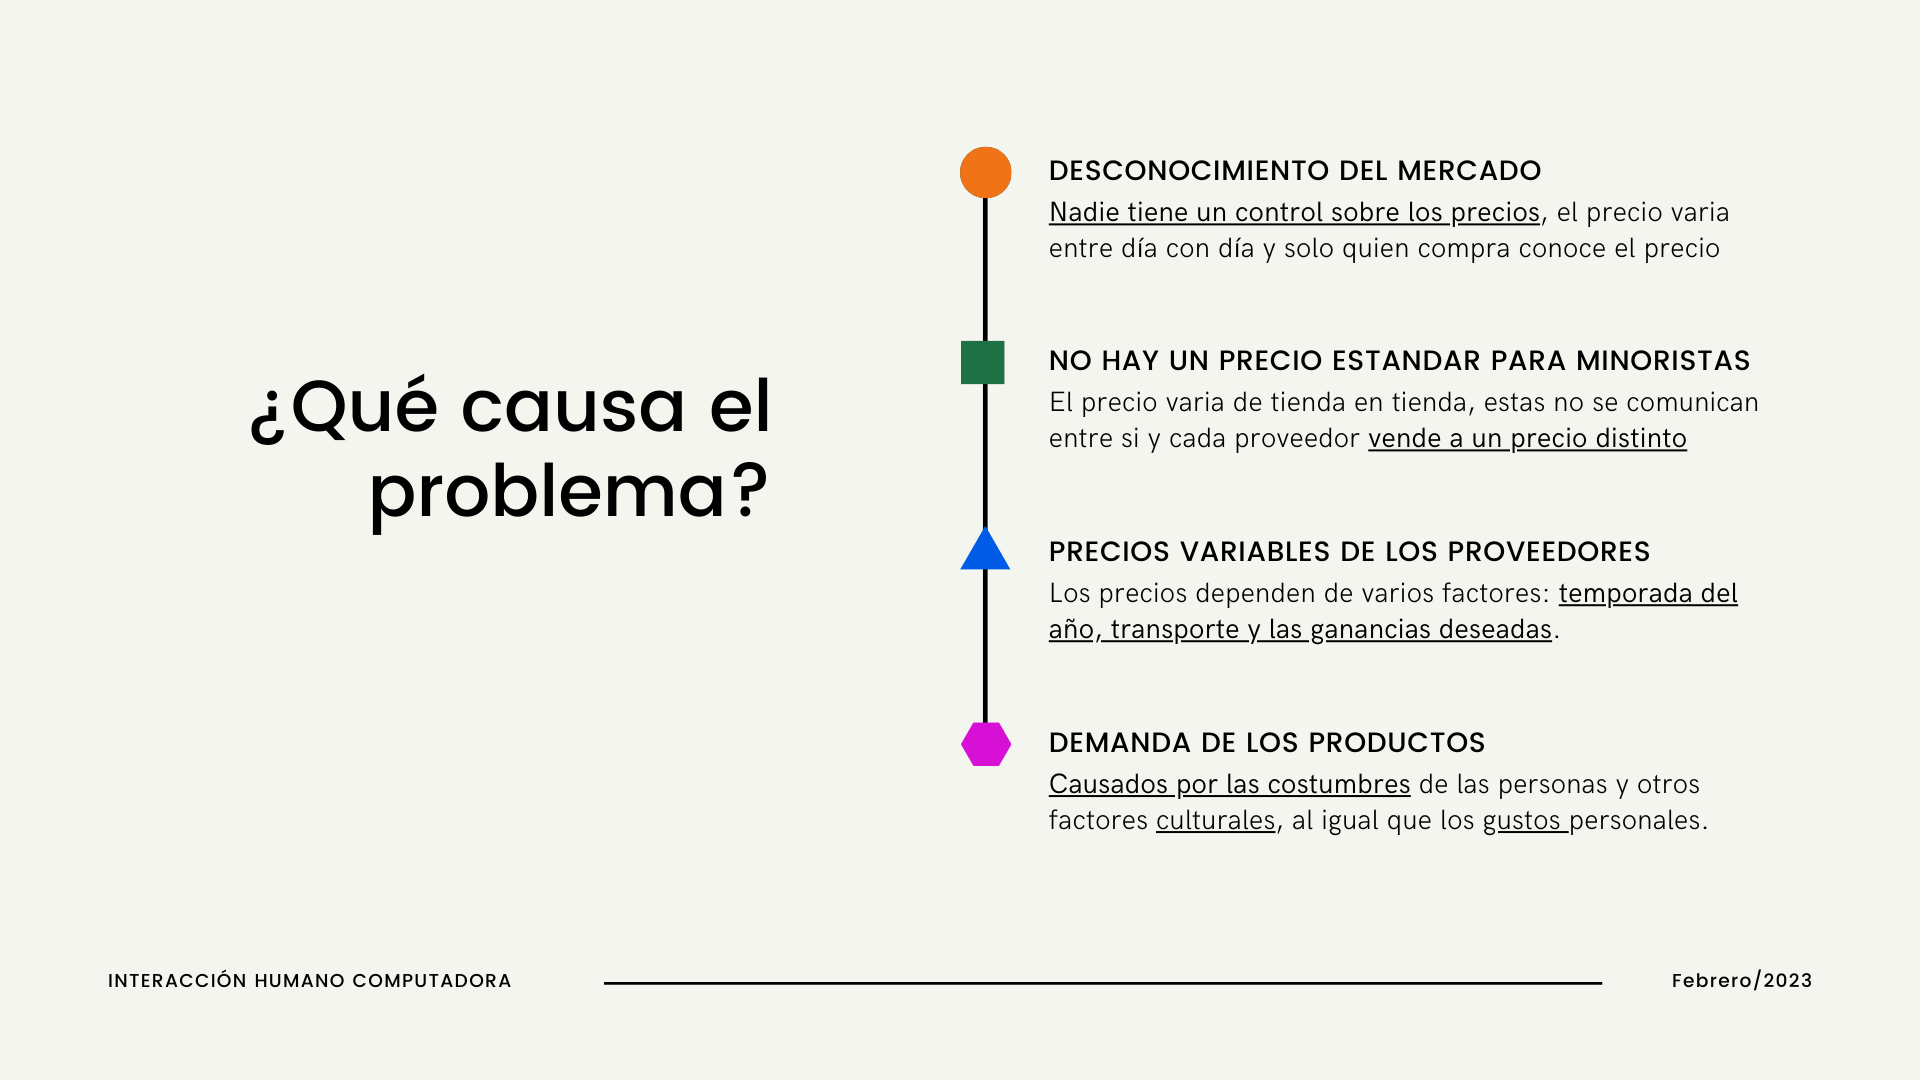 ¿Qué causa el
problema?
DESCONOCIMIENTO DEL MERCADO
Nadie tiene un control sobre los precios, el precio varia
entre día con día y solo quien compra conoce el precio
NO HAY UN PRECIO ESTANDAR PARA MINORISTAS
El precio varia de tienda en tienda, estas no se comunican
entre si y cada proveedor vende a un precio distinto
PRECIOS VARIABLES DE LOS PROVEEDORES
Los precios dependen de varios factores: temporada del
año, transporte y las ganancias deseadas.
DEMANDA DE LOS PRODUCTOS
Causados por las costumbres de las personas y otros
factores culturales, al igual que los gustos personales.
INTERACCIÓN HUMANO COMPUTADORA
Febrero/2023